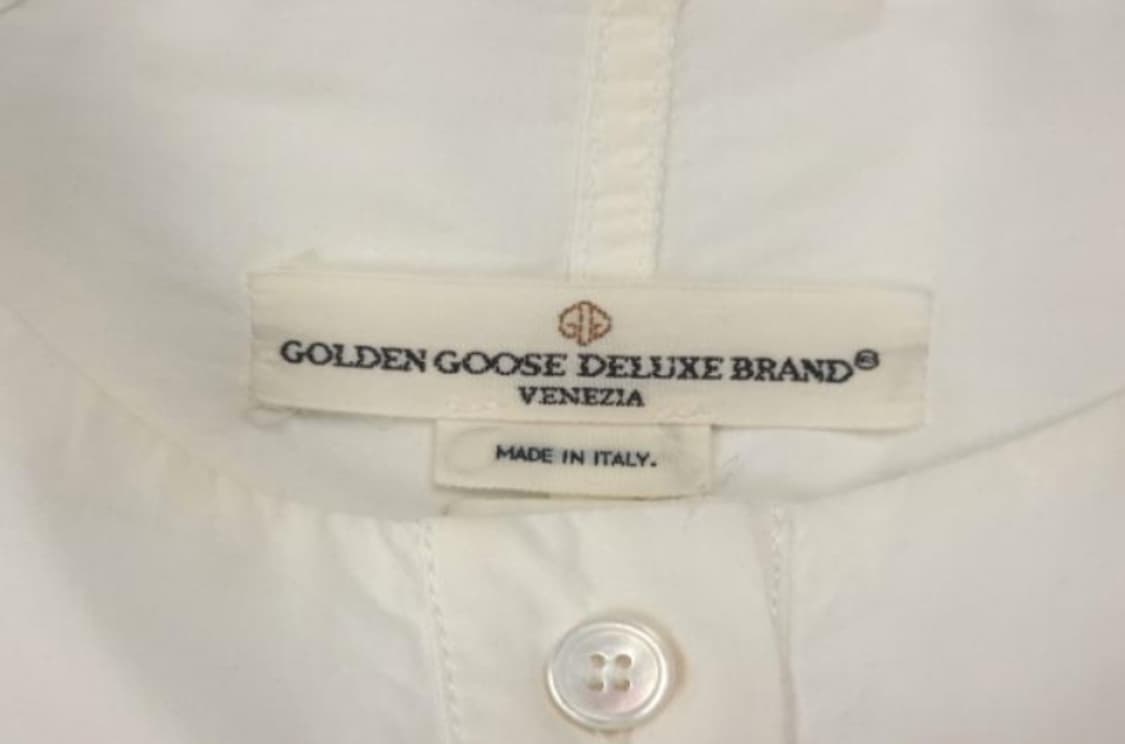 GOLDEN GOOSE DELUXE BRAND®
VENEZIA
MADE IN ITALY.